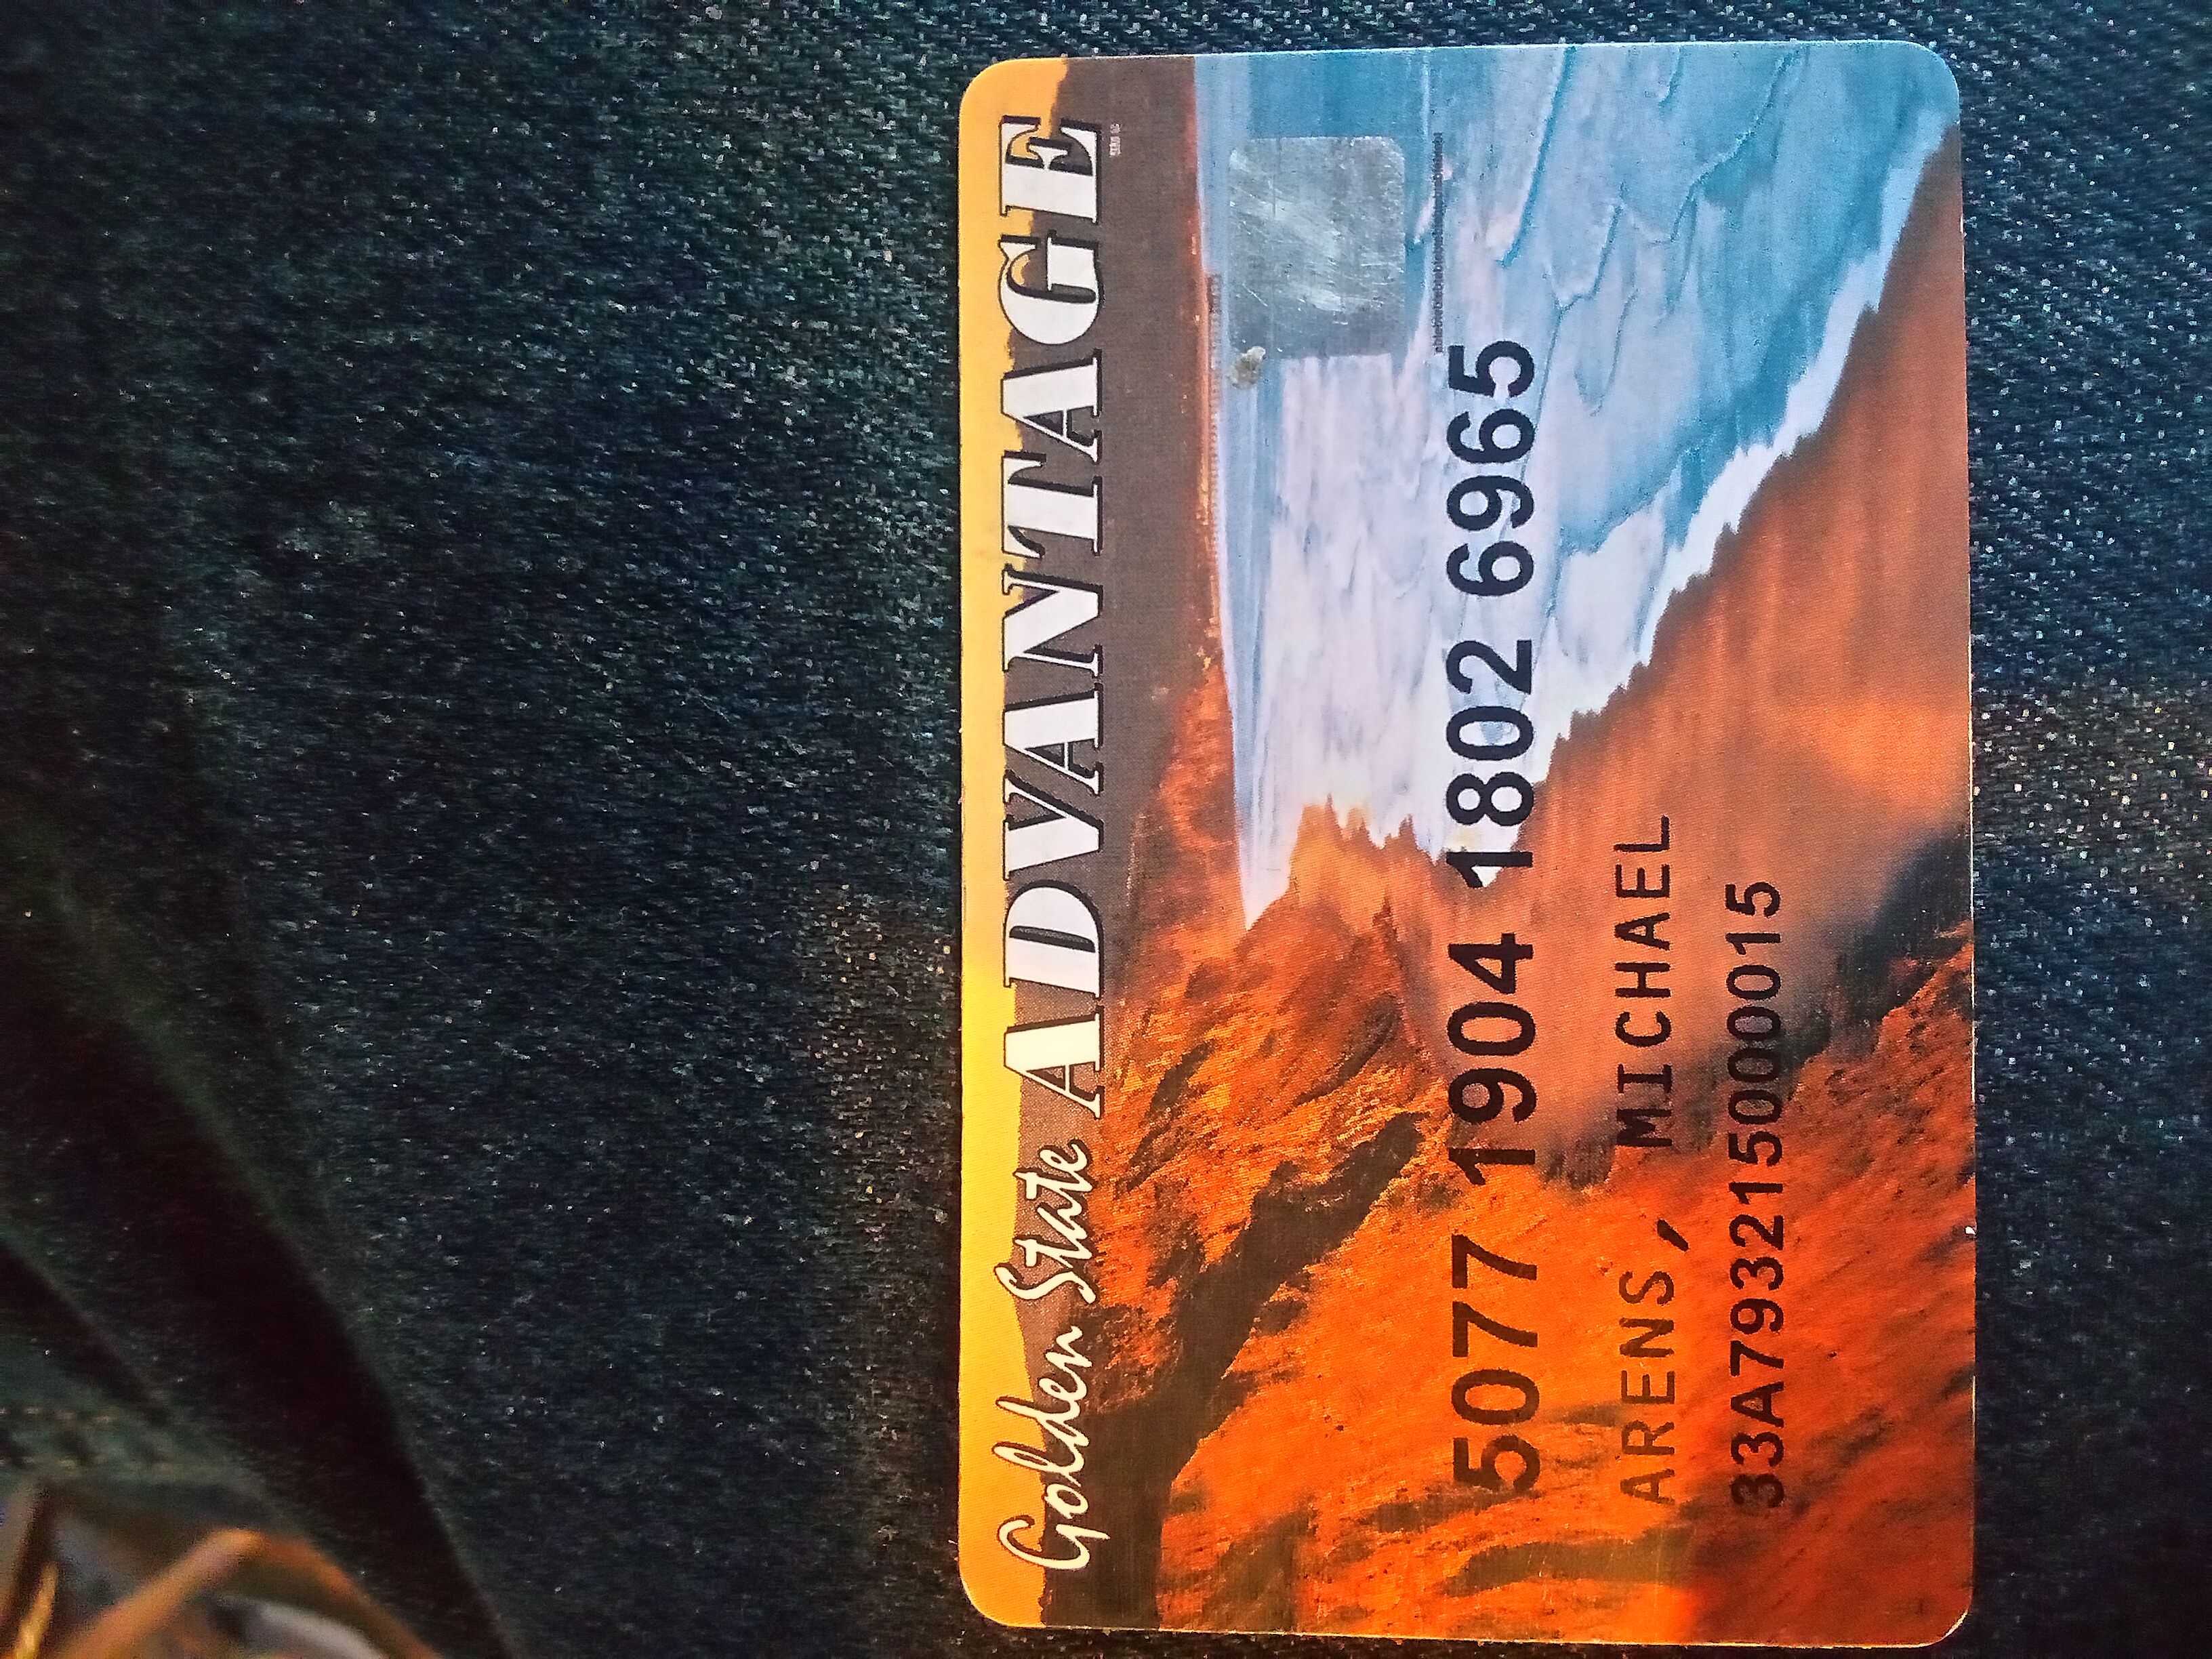 Golden State ADVANTAGE
5077 1904 1802 6965
ARENS, MICHAEL
33A793215000015